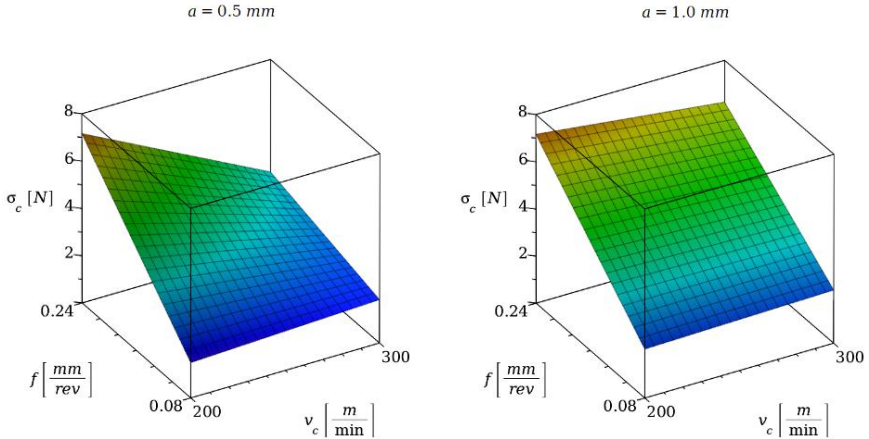 a = 0.5 mm
a = 1.0 mm
8
6
σc [N]
4
2
0.24
f [mm/rev]
0.08
200
vc [m/min]
300
8
6
σc [N]
4
2
0.24
f [mm/rev]
0.08
200
vc [m/min]
300